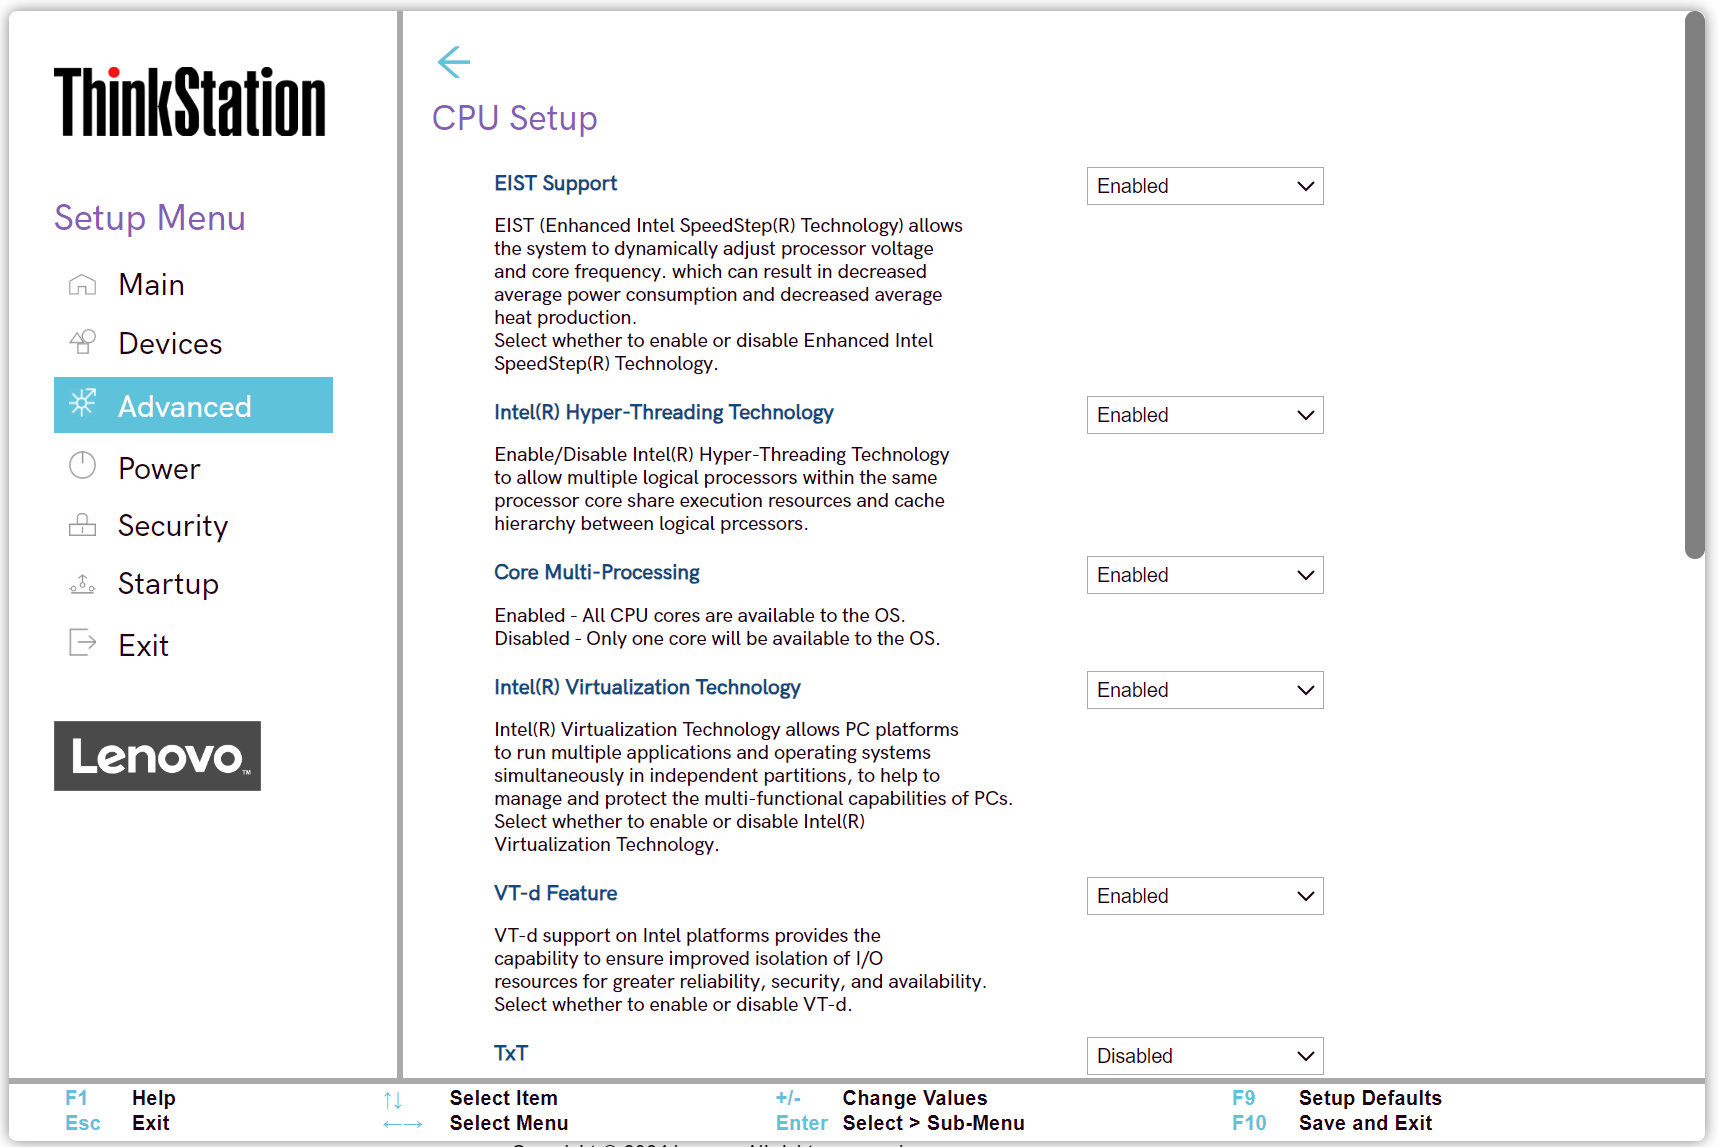 ThinkStation
Setup Menu
Main
Devices
Advanced
Power
Security
Startup
Exit
Lenovo™
CPU Setup
EIST Support
Enabled
EIST (Enhanced Intel SpeedStep(R) Technology) allows
the system to dynamically adjust processor voltage
and core frequency. which can result in decreased
average power consumption and decreased average
heat production.
Select whether to enable or disable Enhanced Intel
SpeedStep(R) Technology.
Intel(R) Hyper-Threading Technology
Enabled
Enable/Disable Intel(R) Hyper-Threading Technology
to allow multiple logical processors within the same
processor core share execution resources and cache
hierarchy between logical prcessors.
Core Multi-Processing
Enabled
Enabled - All CPU cores are available to the OS.
Disabled - Only one core will be available to the OS.
Intel(R) Virtualization Technology
Enabled
Intel(R) Virtualization Technology allows PC platforms
to run multiple applications and operating systems
simultaneously in independent partitions, to help to
manage and protect the multi-functional capabilities of PCs.
Select whether to enable or disable Intel(R)
Virtualization Technology.
VT-d Feature
Enabled
VT-d support on Intel platforms provides the
capability to ensure improved isolation of I/O
resources for greater reliability, security, and availability.
Select whether to enable or disable VT-d.
TxT
Disabled
F1 Help ↑↓ Select Item +/- Change Values F9 Setup Defaults
Esc Exit ←→ Select Menu Enter Select > Sub-Menu F10 Save and Exit